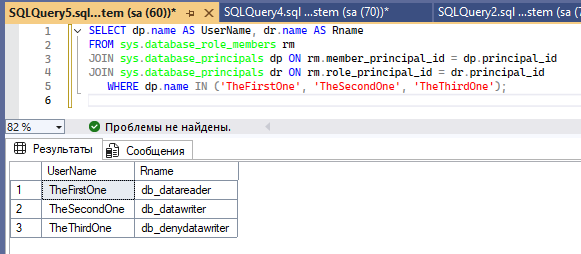 SQLQuery5.sql...tem (sa (60))* SQLQuery4.sql ...stem (sa (70))* SQLQuery2.sql ...stem (sa
1 SELECT dp.name AS UserName, dr.name AS Rname
2 FROM sys.database_role_members rm
3 JOIN sys.database_principals dp ON rm.member_principal_id = dp.principal_id
4 JOIN sys.database_principals dr ON rm.role_principal_id = dr.principal_id
5 WHERE dp.name IN ('TheFirstOne', 'TheSecondOne', 'TheThirdOne');
6
82 % Проблемы не найдены.
Результаты Сообщения
UserName Rname
1 TheFirstOne db_datareader
2 TheSecondOne db_datawriter
3 TheThirdOne db_denydatawriter